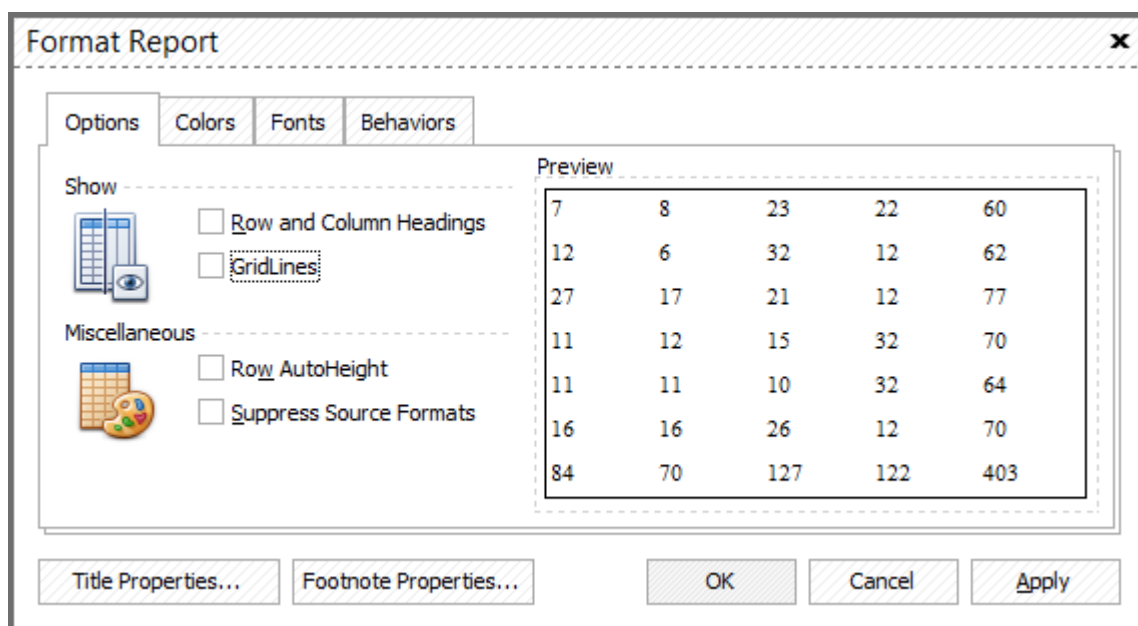 Format Report
Options Colors Fonts Behaviors
Show
Row and Column Headings
GridLines
Miscellaneous
Row AutoHeight
Suppress Source Formats
Preview
7 8 23 22 60
12 6 32 12 62
27 17 21 12 77
11 12 15 32 70
11 11 10 32 64
16 16 26 12 70
84 70 127 122 403
Title Properties... Footnote Properties... OK Cancel Apply